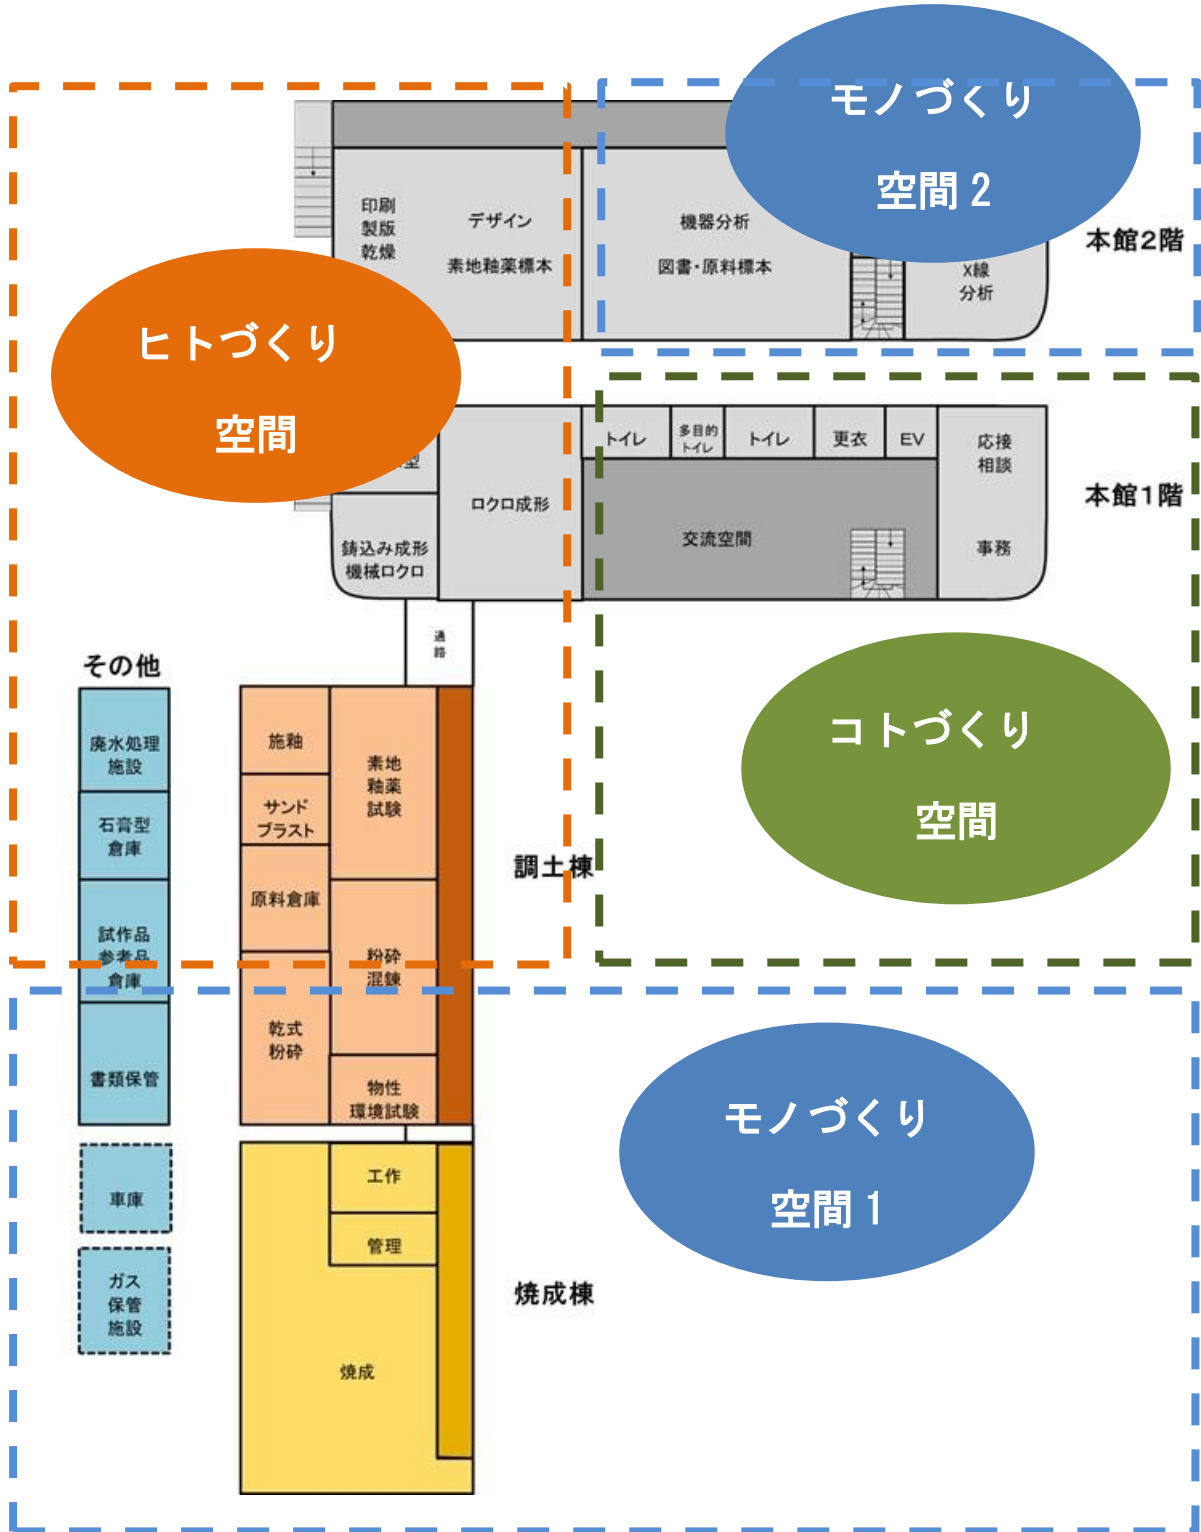 モノづくり
空間 2
印刷
製版
乾燥
デザイン
素地釉薬標本
機器分析
図書・原料標本
X線
分析
本館2階
ヒトづくり
空間
型
鋳込み成形
機械ロクロ
ロクロ成形
トイレ
多目的
トイレ
トイレ
更衣
EV
応接
相談
事務
交流空間
本館1階
通
路
コトづくり
空間
その他
廃水処理
施設
石膏型
倉庫
試作品
参考品
倉庫
書類保管
車庫
ガス
保管
施設
施釉
サンド
ブラスト
原料倉庫
乾式
粉砕
素地
釉薬
試験
粉砕
混錬
物性
環境試験
調土棟
モノづくり
空間 1
工作
管理
焼成
焼成棟